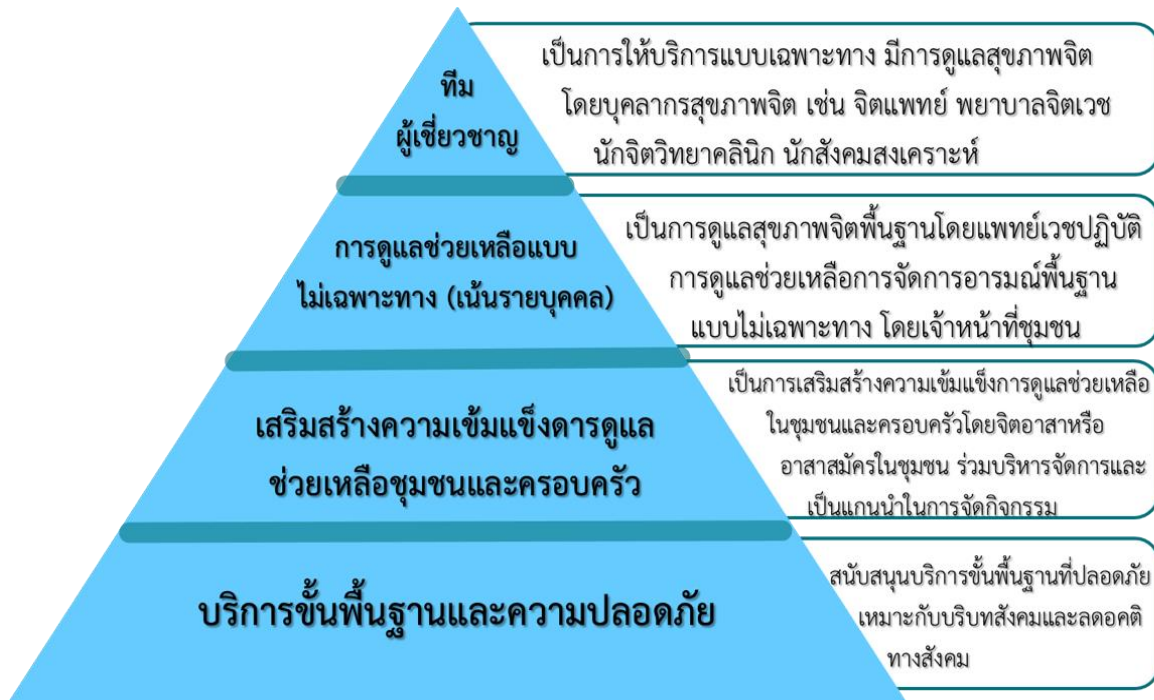 ทีม
ผู้เชี่ยวชาญ
เป็นการให้บริการแบบเฉพาะทาง มีการดูแลสุขภาพจิต
โดยบุคลากรสุขภาพจิต เช่น จิตแพทย์ พยาบาลจิตเวช
นักจิตวิทยาคลินิก นักสังคมสงเคราะห์
การดูแลช่วยเหลือแบบ
ไม่เฉพาะทาง (เน้นรายบุคคล)
เป็นการดูแลสุขภาพจิตพื้นฐานโดยแพทย์เวชปฏิบัติ
การดูแลช่วยเหลือการจัดการอารมณ์พื้นฐาน
แบบไม่เฉพาะทาง โดยเจ้าหน้าที่ชุมชน
เสริมสร้างความเข้มแข็งดารดูแล
ช่วยเหลือชุมชนและครอบครัว
เป็นการเสริมสร้างความเข้มแข็งการดูแลช่วยเหลือ
ในชุมชนและครอบครัวโดยจิตอาสาหรือ
อาสาสมัครในชุมชน ร่วมบริหารจัดการและ
เป็นแกนนำในการจัดกิจกรรม
บริการขั้นพื้นฐานและความปลอดภัย
สนับสนุนบริการขั้นพื้นฐานที่ปลอดภัย
เหมาะกับบริบทสังคมและลดอคติ
ทางสังคม